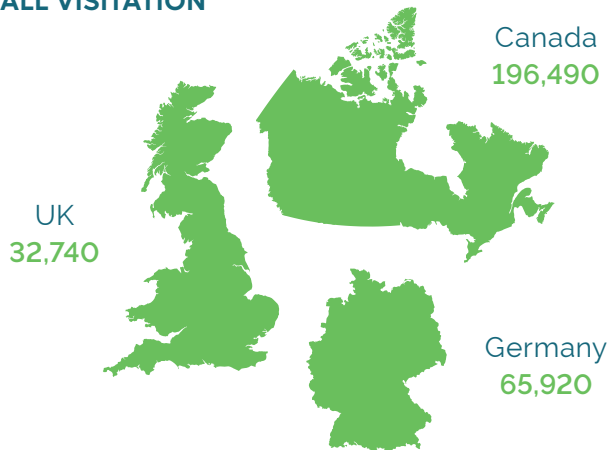 ALL VISITATION
Canada
196,490
UK
32,740
Germany
65,920